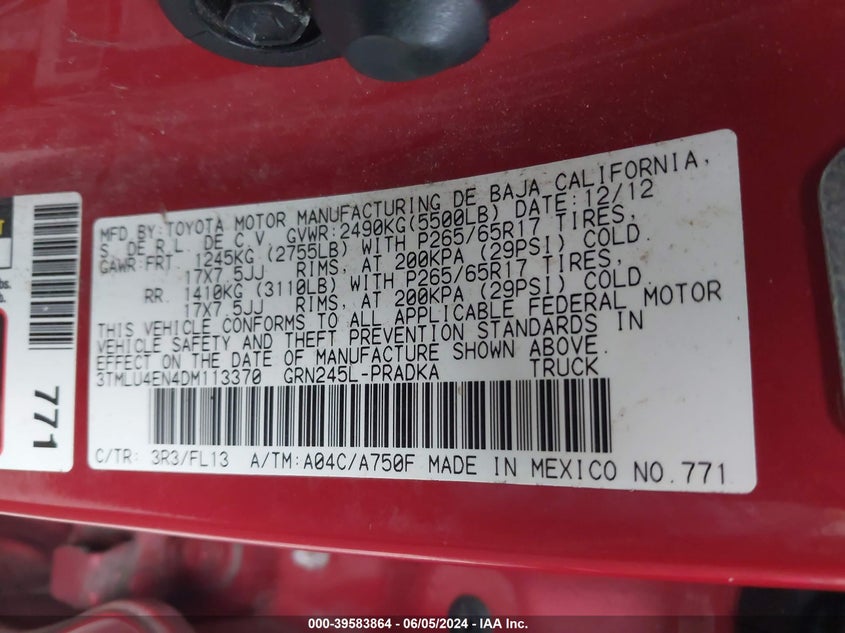 MFD.BY:TOYOTA MOTOR MANUFACTURING DE BAJA CALIFORNIA,
S. DE R.L. DE C.V. GVWR:2490KG(5500LB) DATE:12/12
GAWR:FRT 1245KG (2755LB) WITH P265/65R17 TIRES,
17X7.5JJ RIMS, AT 200KPA (29PSI) COLD.
RR 1410KG (3110LB) WITH P265/65R17 TIRES,
17X7.5JJ RIMS, AT 200KPA (29PSI) COLD.
THIS VEHICLE CONFORMS TO ALL APPLICABLE FEDERAL MOTOR
VEHICLE SAFETY AND THEFT PREVENTION STANDARDS IN
EFFECT ON THE DATE OF MANUFACTURE SHOWN ABOVE.
3TMLU4EN4DM113370 GRN245L-PRADKA TRUCK
C/TR: 3R3/FL13 A/TM:A04C/A750F MADE IN MEXICO NO.771
771
000-39583864 - 06/05/2024 - IAA Inc.